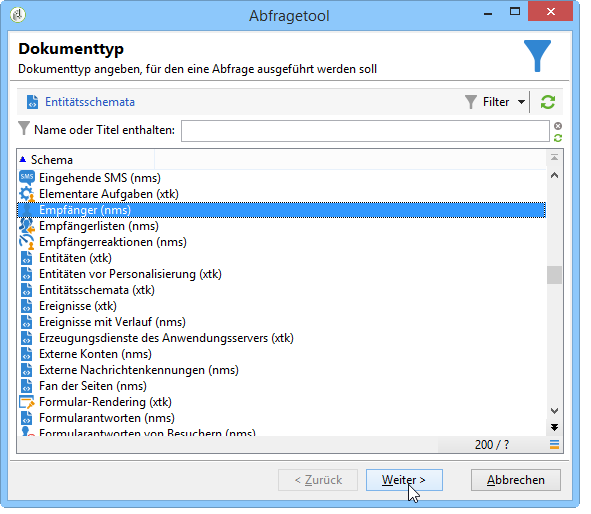 Abfragetool
Dokumenttyp
Dokumenttyp angeben, für den eine Abfrage ausgeführt werden soll
Entitätsschemata
Filter
Name oder Titel enthalten:
Schema
SMS
Eingehende SMS (nms)
Elementare Aufgaben (xtk)
Empfänger (nms)
Empfängerlisten (nms)
Empfängerreaktionen (nms)
Entitäten (xtk)
Entitäten vor Personalisierung (xtk)
Entitätsschemata (xtk)
Ereignisse (xtk)
Ereignisse mit Verlauf (nms)
Erzeugungsdienste des Anwendungsservers (xtk)
Externe Konten (nms)
Externe Nachrichtenkennungen (nms)
Fan der Seiten (nms)
Formular-Rendering (xtk)
Formularantworten (nms)
Formularantworten von Besuchern (nms)
200 / ?
< Zurück
Weiter >
Abbrechen